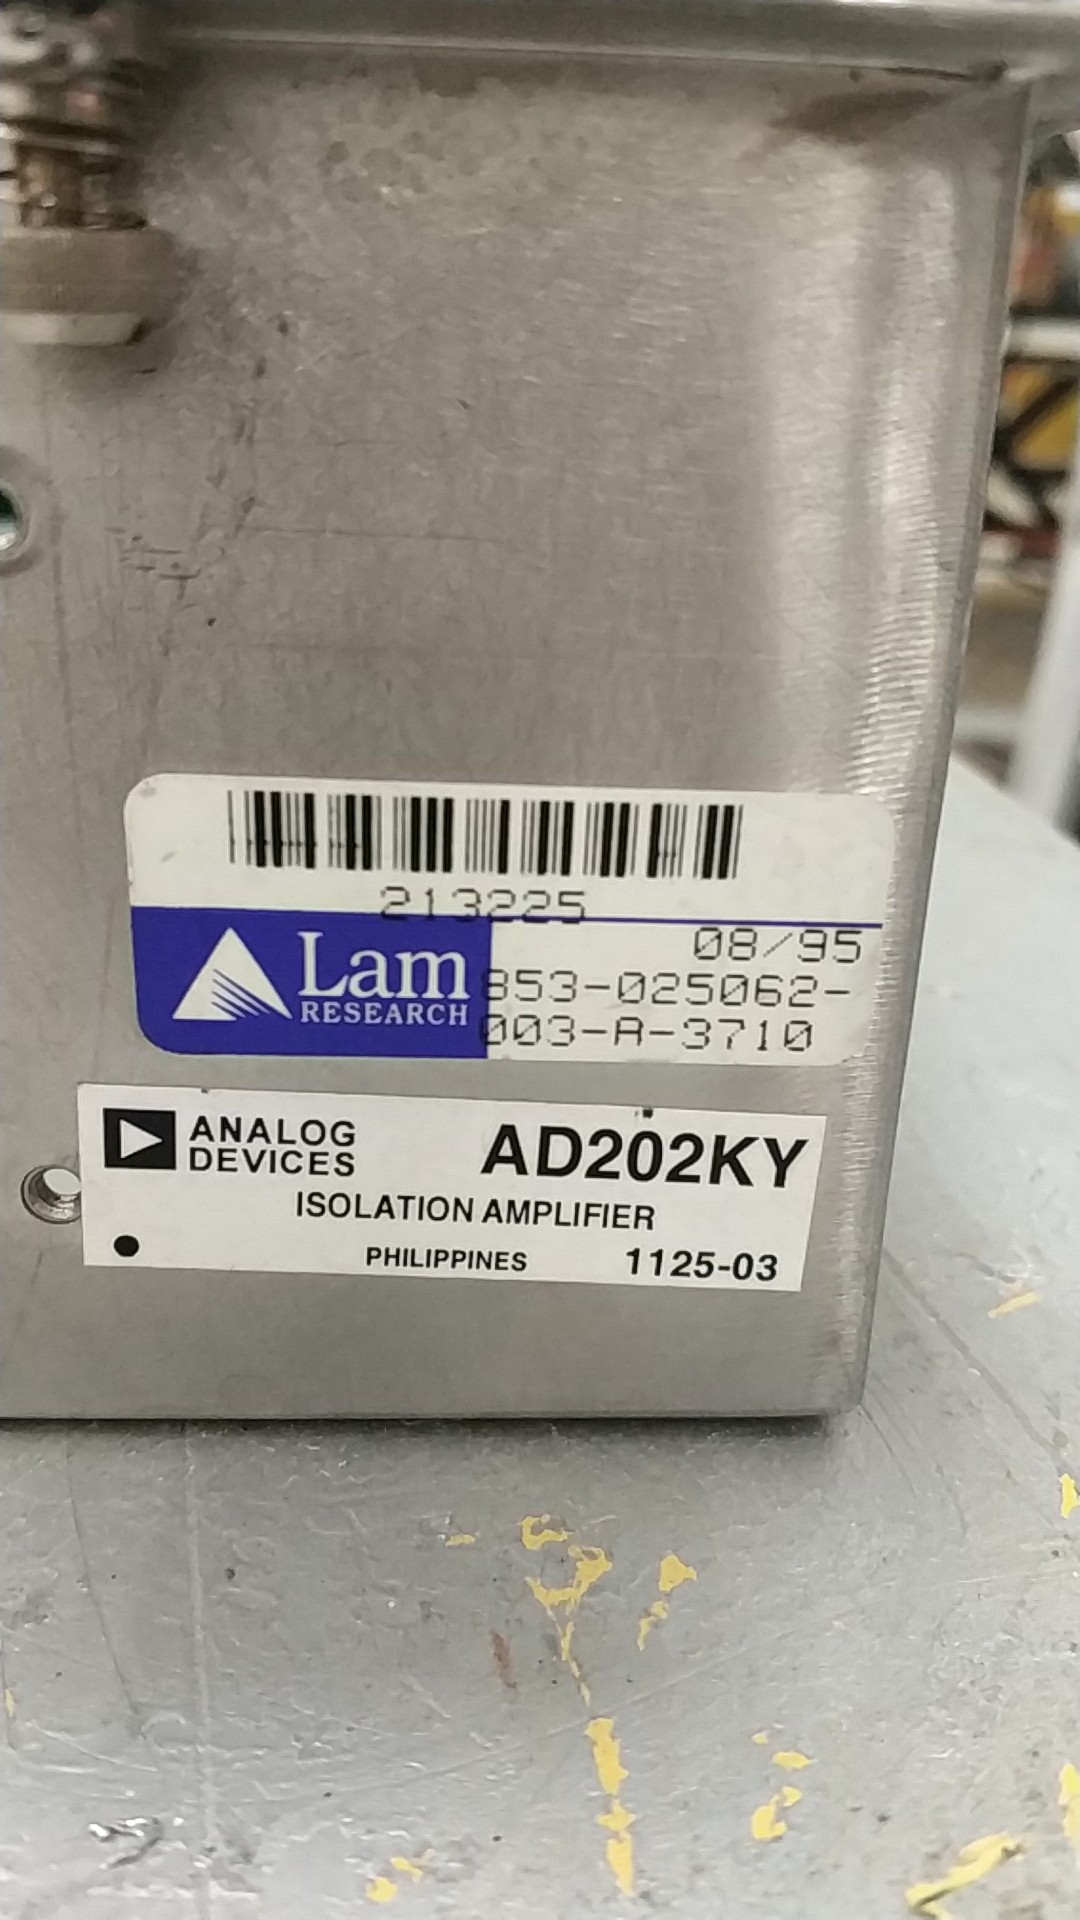 213225
08/95
Lam
RESEARCH
853-025062-
003-A-3710
ANALOG
DEVICES
AD202KY
ISOLATION AMPLIFIER
PHILIPPINES 1125-03